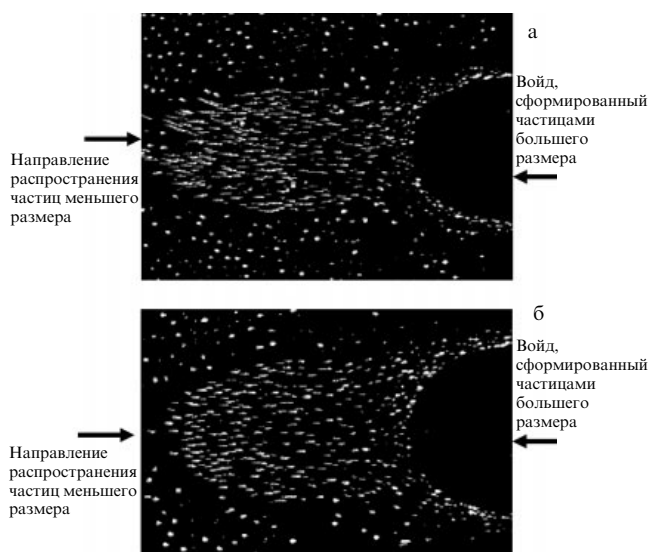 а
Войд,
сформированный
частицами
большего
размера
Направление
распространения
частиц меньшего
размера
б
Войд,
сформированный
частицами
большего
размера
Направление
распространения
частиц меньшего
размера